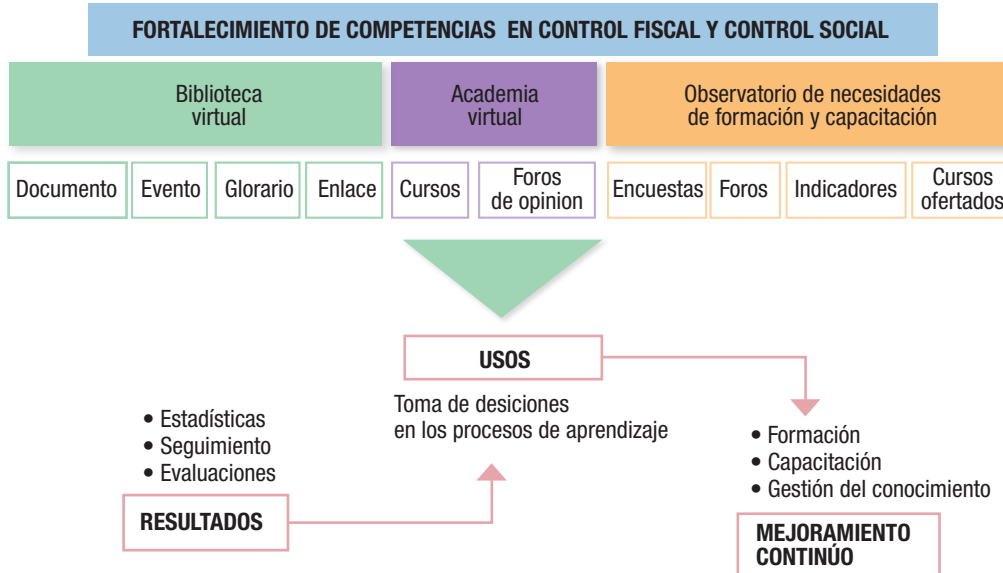 FORTALECIMIENTO DE COMPETENCIAS EN CONTROL FISCAL Y CONTROL SOCIAL
Biblioteca
virtual
Academia
virtual
Observatorio de necesidades
de formación y capacitación
Documento
Evento
Glorario
Enlace
Cursos
Foros
de opinion
Encuestas
Foros
Indicadores
Cursos
ofertados
USOS
Toma de desiciones
en los procesos de aprendizaje
• Estadísticas
• Seguimiento
• Evaluaciones
RESULTADOS
• Formación
• Capacitación
• Gestión del conocimiento
MEJORAMIENTO
CONTINÚO